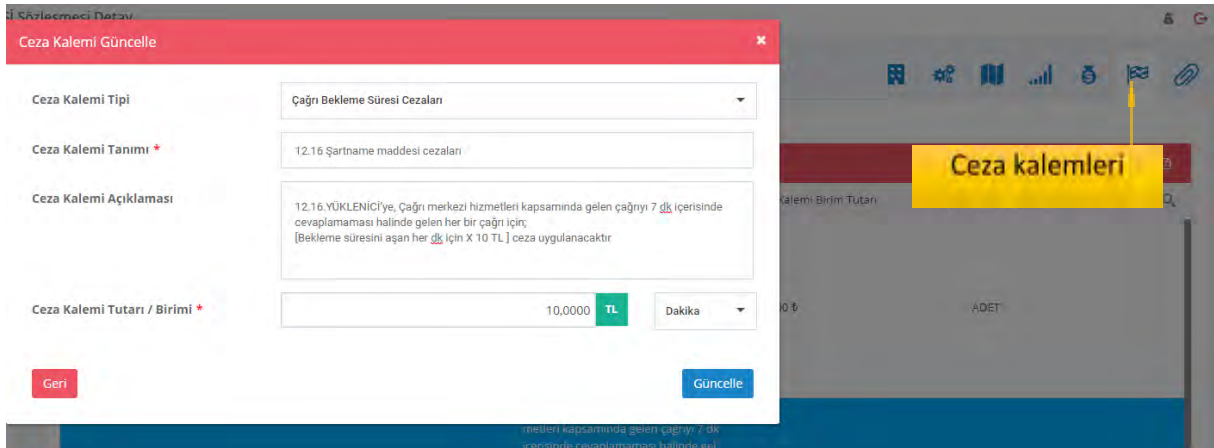 Sözleşmesi Detay
Ceza Kalemi Güncelle
×
Ceza Kalemi Tipi
Çağrı Bekleme Süresi Cezaları
Ceza Kalemi Tanımı *
12.16 Şartname maddesi cezaları
Ceza Kalemi Açıklaması
12.16.YÜKLENİCİ'ye, Çağrı merkezi hizmetleri kapsamında gelen çağrıyı 7 dk içerisinde
cevaplamaması halinde gelen her bir çağrı için;
[Bekleme süresini aşan her dk için X 10 TL ] ceza uygulanacaktır
Ceza Kalemi Tutarı / Birimi *
10,0000 TL
Dakika
Geri
Güncelle
Ceza kalemleri
Kalemi Birim Tutarı
ADET
metleri kapsamında gelen çağrıyı 7 dk
içerisinde cevaplamaması halinde gel